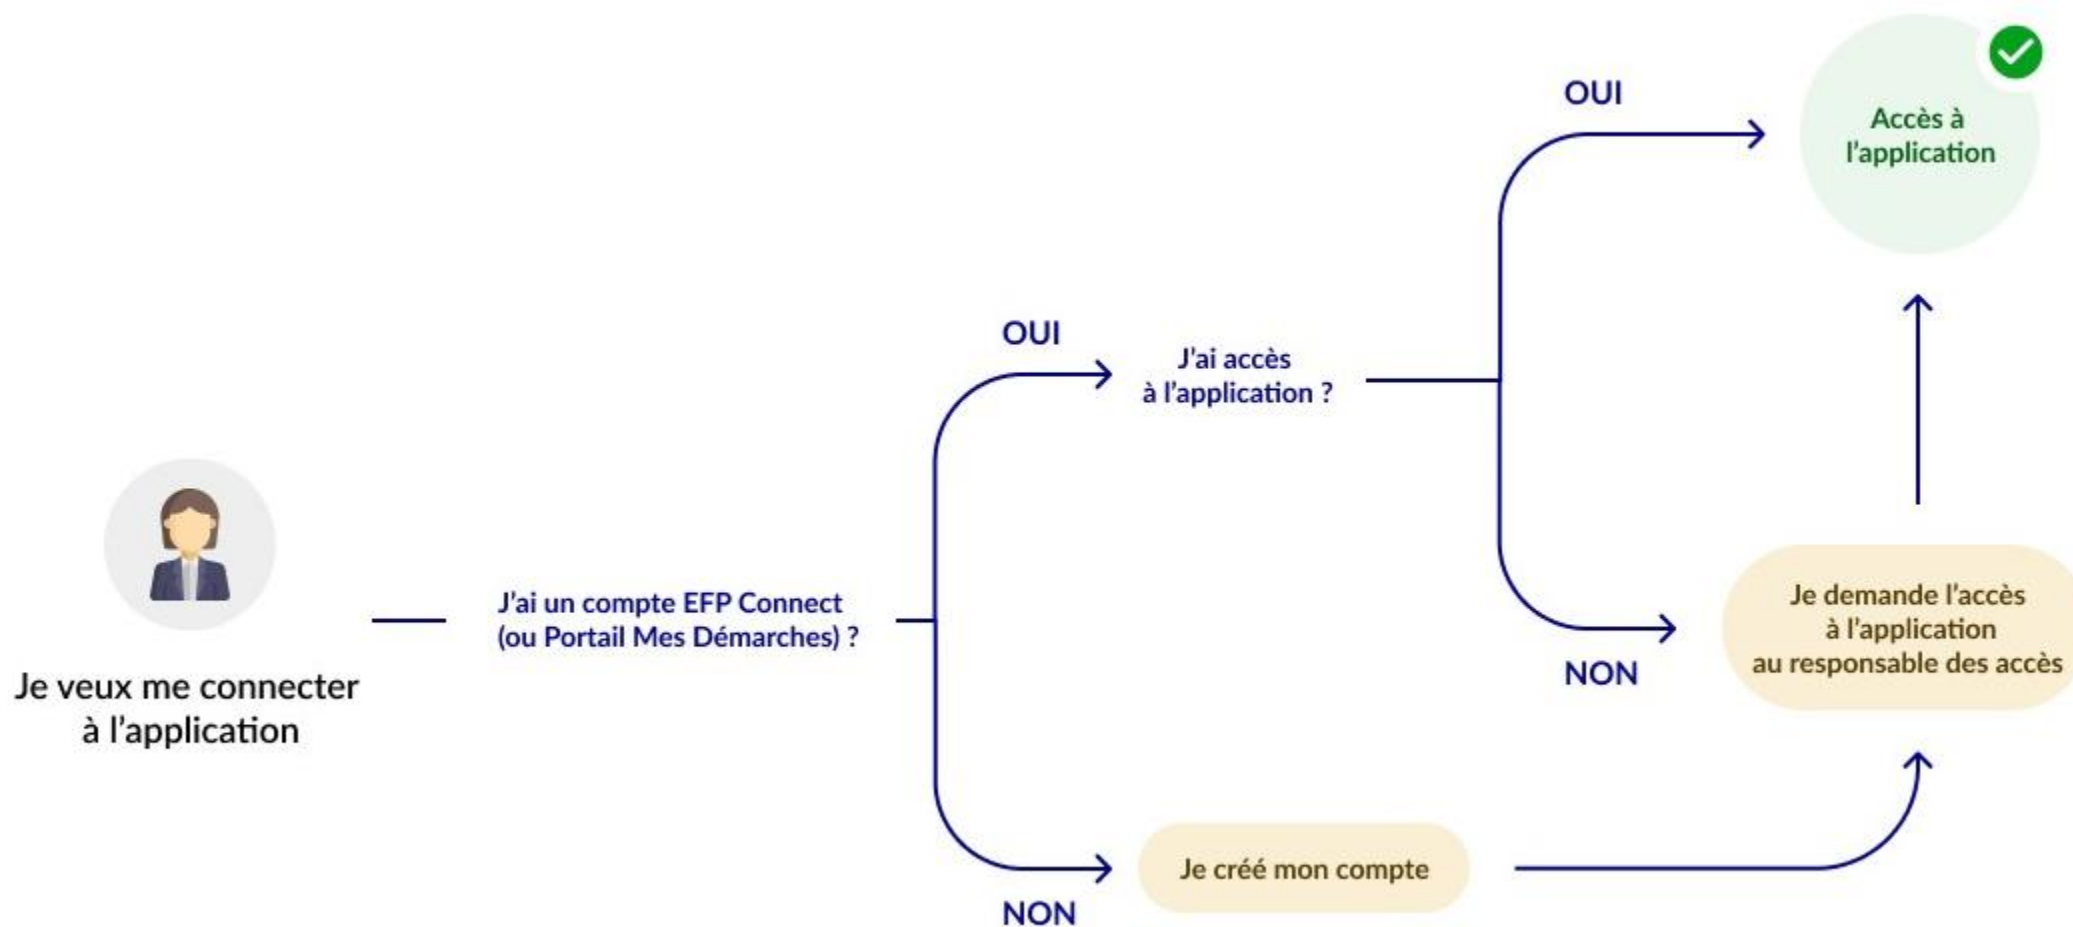 Je veux me connecter
à l'application
J'ai un compte EFP Connect
(ou Portail Mes Démarches) ?
OUI
J'ai accès
à l'application ?
OUI
Accès à
l'application
NON
Je demande l'accès
à l'application
au responsable des accès
NON
Je créé mon compte